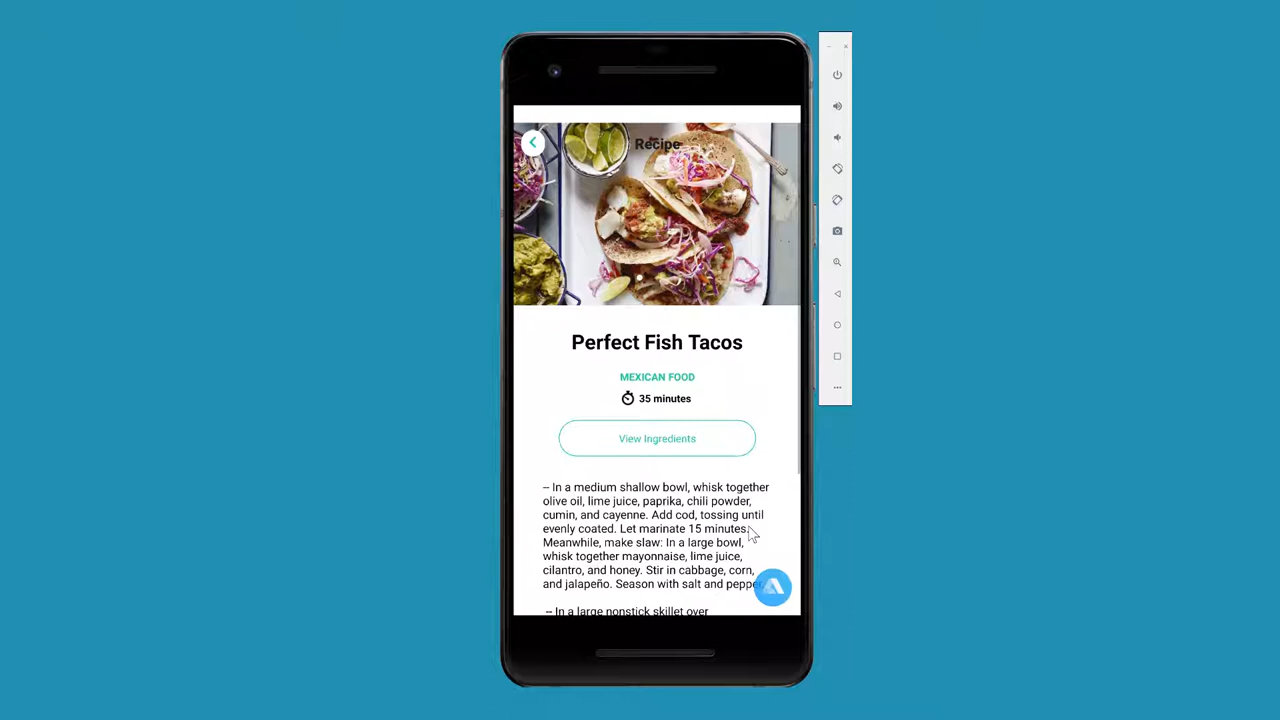 Recipe
Perfect Fish Tacos
MEXICAN FOOD
35 minutes
View Ingredients
-- In a medium shallow bowl, whisk together
olive oil, lime juice, paprika, chili powder,
cumin, and cayenne. Add cod, tossing until
evenly coated. Let marinate 15 minutes.
Meanwhile, make slaw: In a large bowl,
whisk together mayonnaise, lime juice,
cilantro, and honey. Stir in cabbage, corn,
and jalapeño. Season with salt and pepper.
-- In a large nonstick skillet over